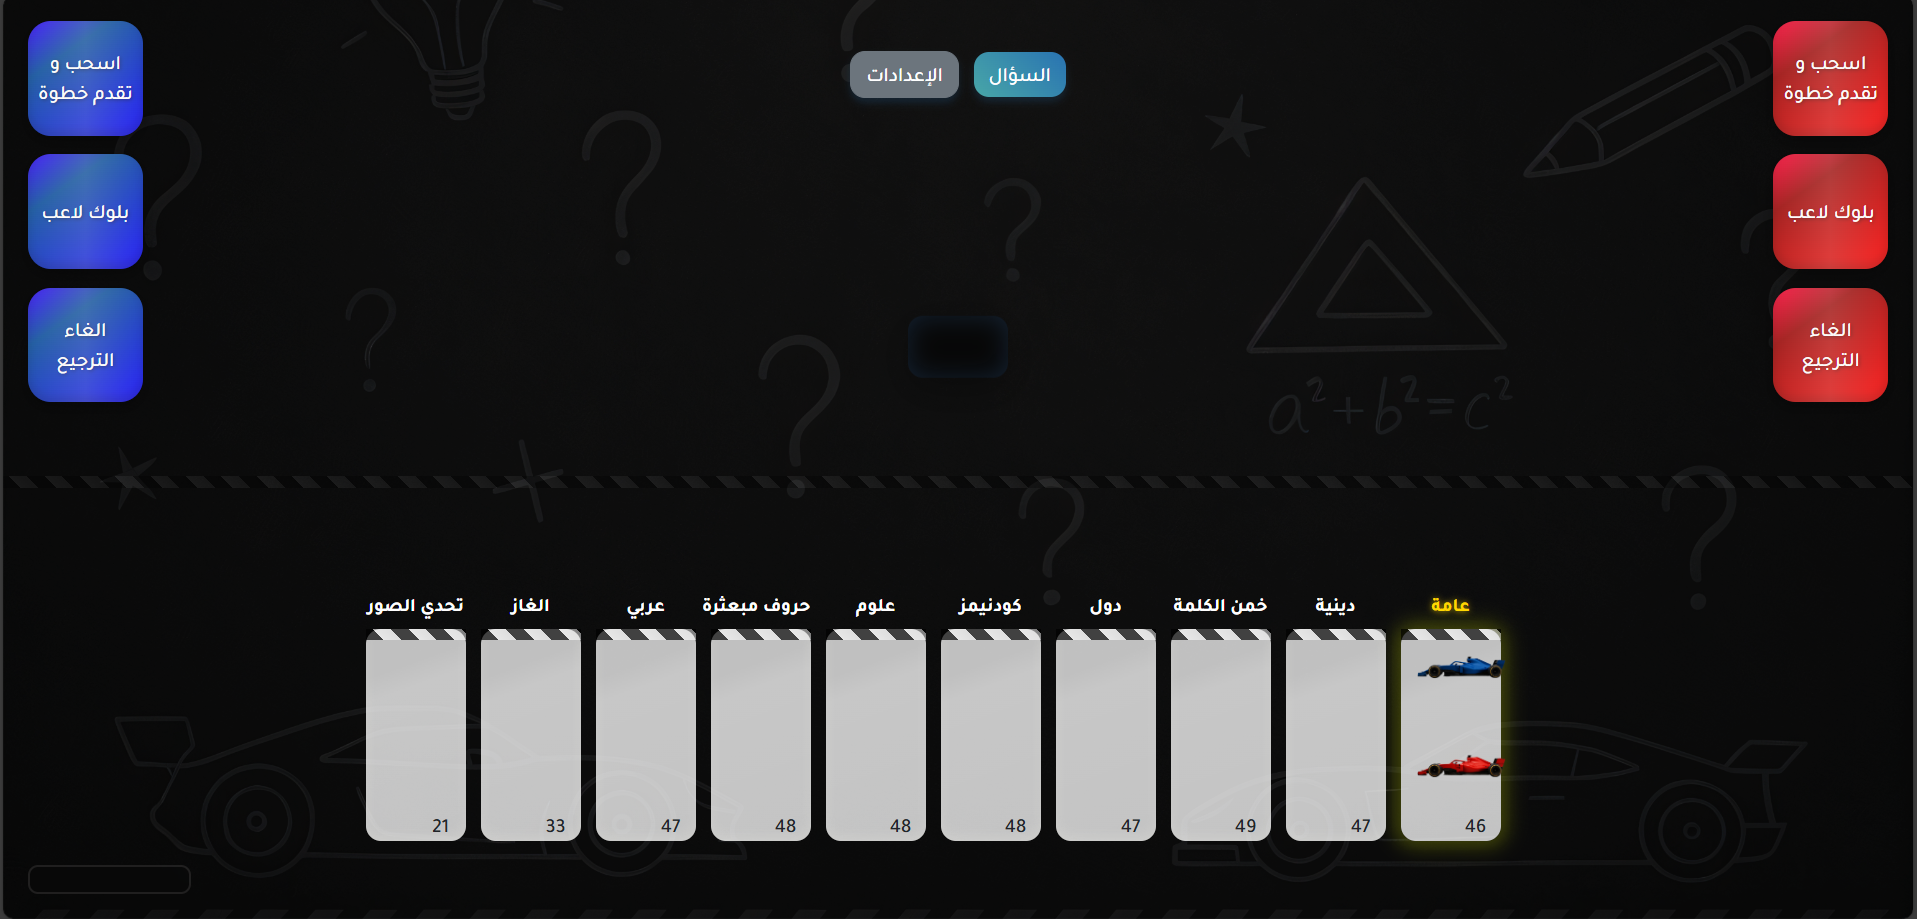 السؤال
الإعدادات
اسحب و
تقدم خطوة
بلوك لاعب
الغاء
الترجيع
اسحب و
تقدم خطوة
بلوك لاعب
الغاء
الترجيع
a²+b²=c²
عامة
دينية
خمن الكلمة
دول
كودنيمز
علوم
حروف مبعثرة
عربي
الغاز
تحدي الصور
46
47
49
47
48
48
48
47
33
21